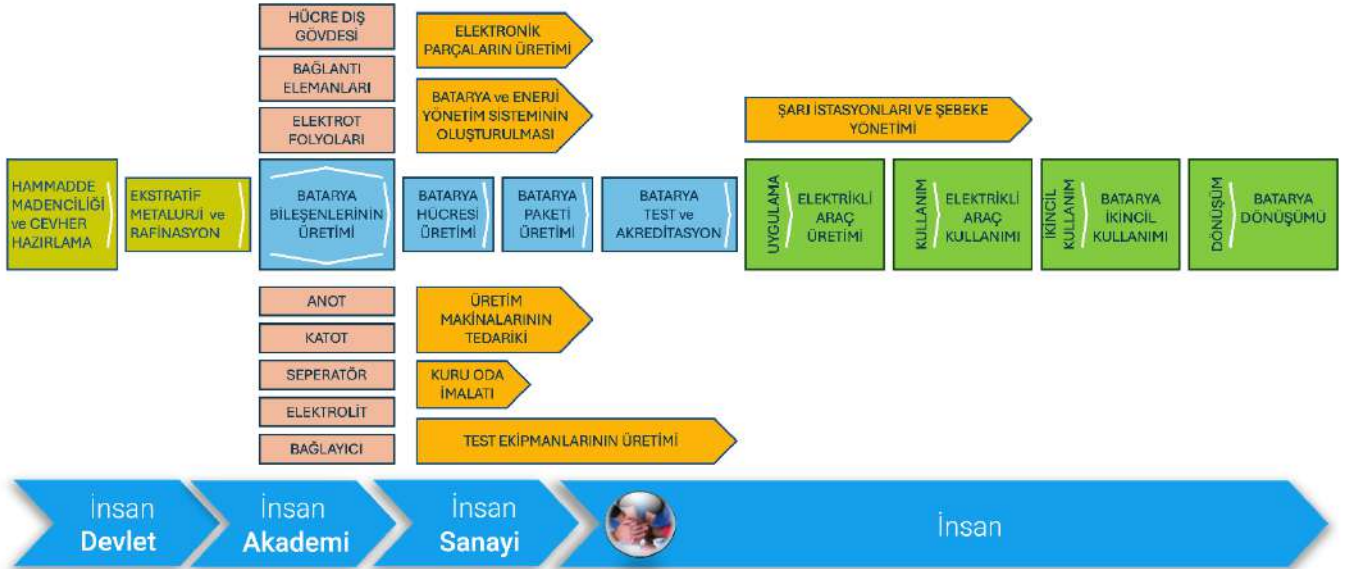 HÜCRE DIŞ
GÖVDESİ
BAĞLANTI
ELEMANLARI
ELEKTROT
FOLYOLARI
ELEKTRONİK
PARÇALARIN ÜRETİMİ
BATARYA ve ENERJİ
YÖNETİM SİSTEMİNİN
OLUŞTURULMASI
ŞARJ İSTASYONLARI VE ŞEBEKE
YÖNETİMİ
HAMMADDE
MADENCİLİĞİ
ve CEVHER
HAZIRLAMA
EKSTRATİF
METALURJİ ve
RAFİNASYON
BATARYA
BİLEŞENLERİNİN
ÜRETİMİ
BATARYA
HÜCRESİ
ÜRETİMİ
BATARYA
PAKETİ
ÜRETİMİ
BATARYA
TEST ve
AKREDİTASYON
UYGULAMA
ELEKTRİKLİ
ARAÇ
ÜRETİMİ
KULLANIM
ELEKTRİKLİ
ARAÇ
KULLANIMI
İKİNCİL
KULLANIM
BATARYA
İKİNCİL
KULLANIMI
DÖNÜŞÜM
BATARYA
DÖNÜŞÜMÜ
ANOT
KATOT
SEPERATÖR
ELEKTROLİT
BAĞLAYICI
ÜRETİM
MAKİNALARININ
TEDARİKİ
KURU ODA
İMALATI
TEST EKİPMANLARININ ÜRETİMİ
İnsan
Devlet
İnsan
Akademi
İnsan
Sanayi
İnsan